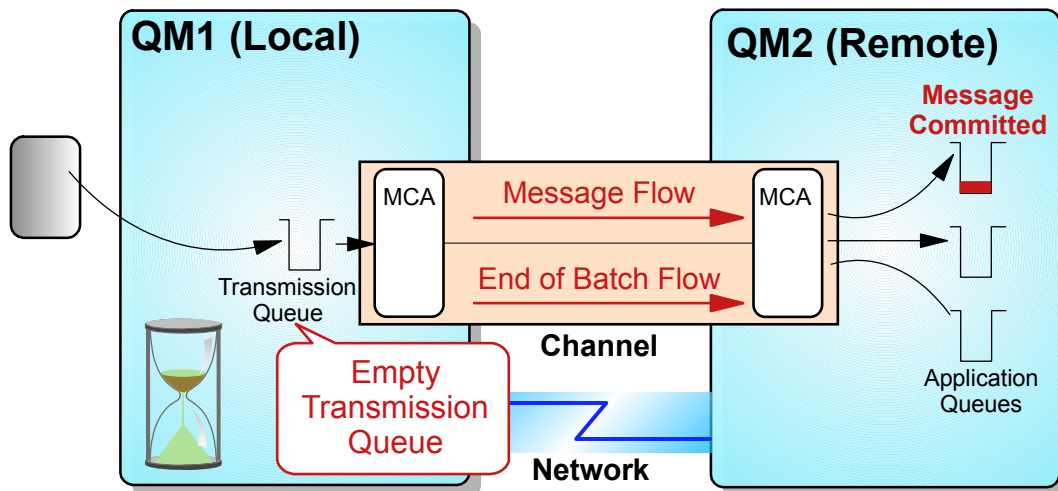 QM1 (Local)
QM2 (Remote)
Message
Committed
MCA
Message Flow
MCA
End of Batch Flow
Transmission
Queue
Channel
Empty
Transmission
Queue
Application
Queues
Network